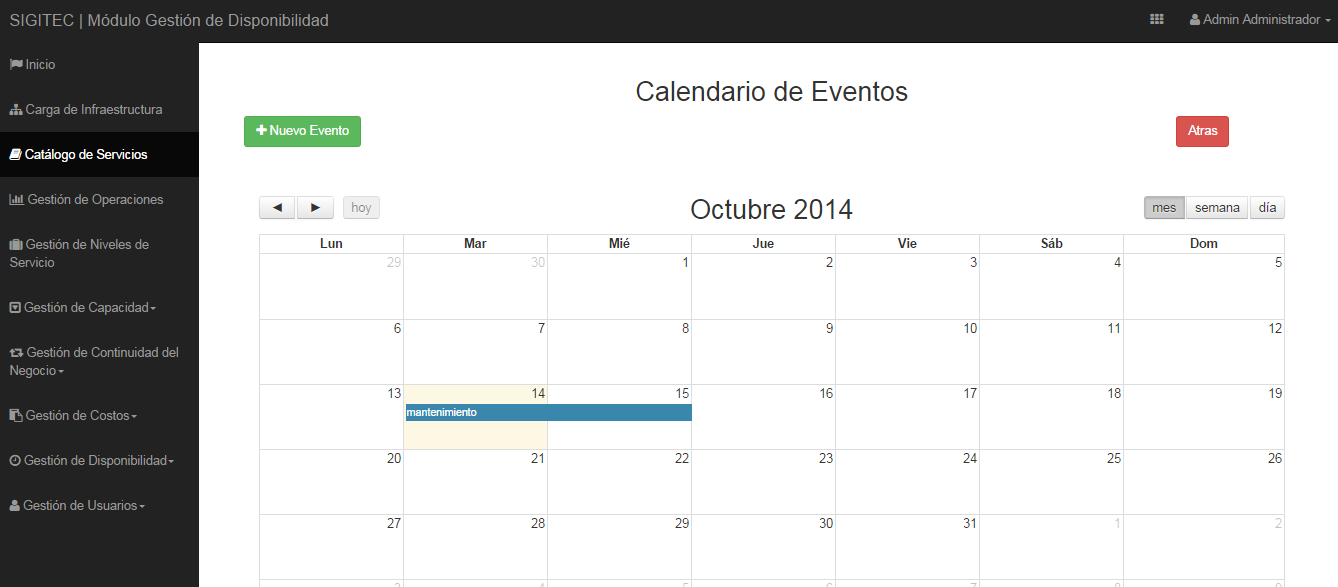 SIGITEC | Módulo Gestión de Disponibilidad
Admin Administrador
Inicio
Carga de Infraestructura
Catálogo de Servicios
Gestión de Operaciones
Gestión de Niveles de
Servicio
Gestión de Capacidad
Gestión de Continuidad del
Negocio
Gestión de Costos
Gestión de Disponibilidad
Gestión de Usuarios
Calendario de Eventos
Nuevo Evento
Atras
hoy
Octubre 2014
mes semana día
Lun Mar Mié Jue Vie Sáb Dom
29 30 1 2 3 4 5
6 7 8 9 10 11 12
13 14 15 16 17 18 19
mantenimiento
20 21 22 23 24 25 26
27 28 29 30 31 1 2
3 4 5 6 7 8 9